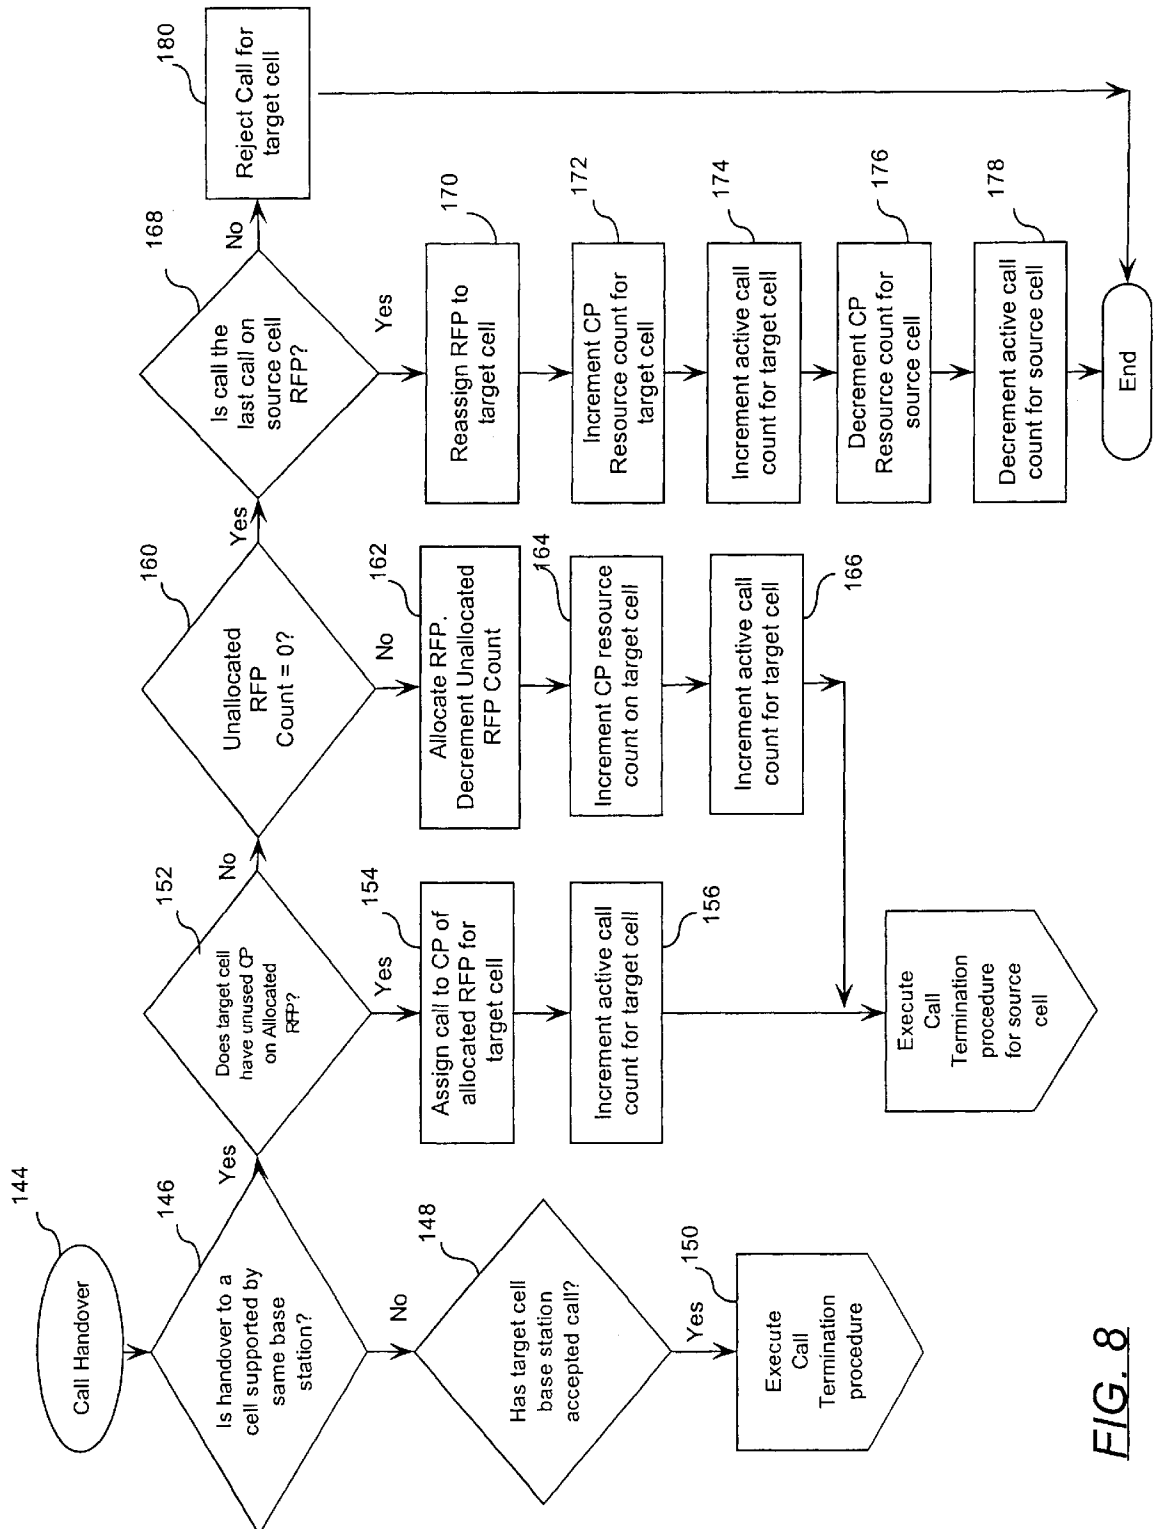 144
Call Handover
146
Is handover to a
cell supported by
same base
station?
Yes
No
148
Has target cell
base station
accepted call?
Yes
150
Execute
Call
Termination
procedure
152
Does target cell
have unused CP
on Allocated
RFP?
No
Yes
154
Assign call to CP of
allocated RFP for
target cell
156
Increment active call
count for target cell
Execute
Call
Termination
procedure
for source
cell
160
Unallocated
RFP
Count = 0?
Yes
No
162
Allocate RFP.
Decrement Unallocated
RFP Count
164
Increment CP resource
count on target cell
166
Increment active call
count for target cell
168
Is call the
last call on
source cell
RFP?
No
Yes
170
Reassign RFP to
target cell
172
Increment CP
Resource count for
target cell
174
Increment active call
count for target cell
176
Decrement CP
Resource count for
source cell
178
Decrement active call
count for source cell
End
180
Reject Call for
target cell
FIG. 8